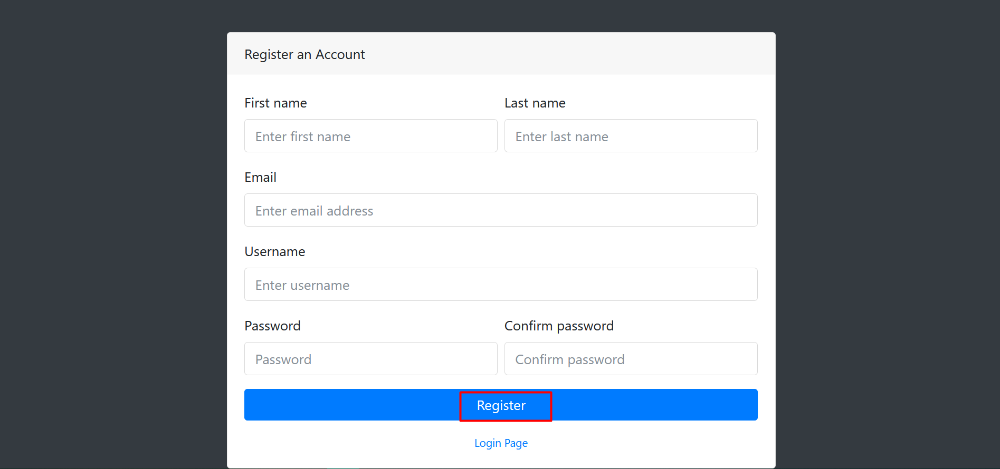 Register an Account
First name Last name
Enter first name Enter last name
Email
Enter email address
Username
Enter username
Password Confirm password
Password Confirm password
Register
Login Page